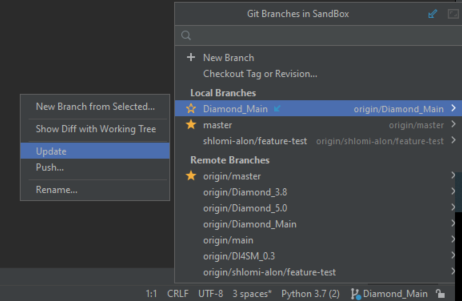 Git Branches in SandBox
New Branch
Checkout Tag or Revision...
Local Branches
Diamond_Main origin/Diamond_Main
master origin/master
shlomi-alon/feature-test origin/shlomi-alon/feature-test
Remote Branches
origin/master
origin/Diamond_3.8
origin/Diamond_5.0
origin/Diamond_Main
origin/main
origin/DI4SM_0.3
origin/shlomi-alon/feature-test
New Branch from Selected...
Show Diff with Working Tree
Update
Push...
Rename...
1:1 CRLF UTF-8 3 spaces* Python 3.7 (2) Diamond_Main